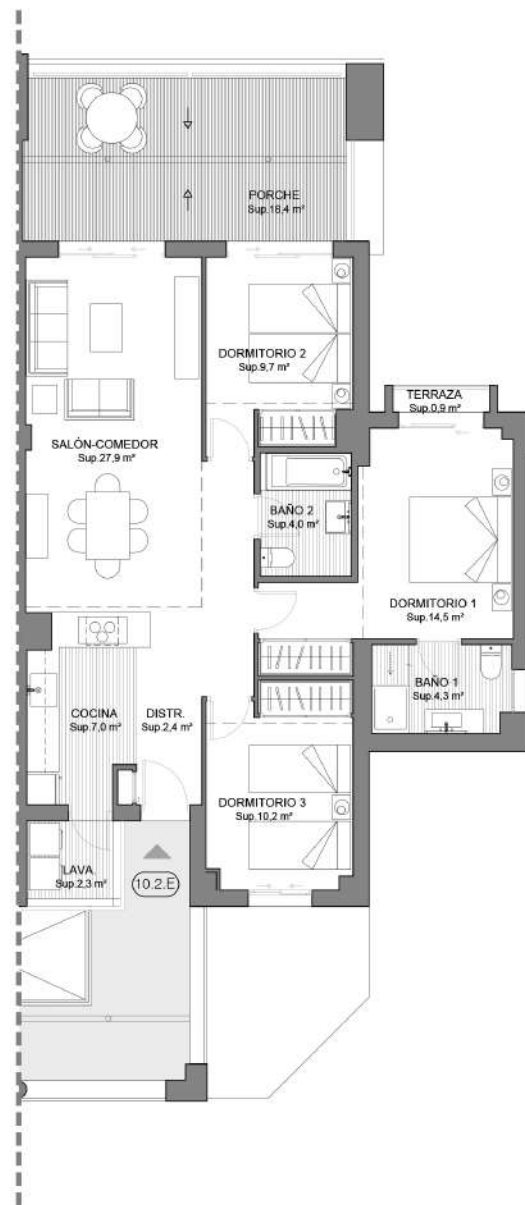 PORCHE
Sup.18,4 m²
DORMITORIO 2
Sup.9,7 m²
TERRAZA
Sup.0,9 m²
SALÓN-COMEDOR
Sup.27,9 m²
BAÑO 2
Sup.4,0 m²
DORMITORIO 1
Sup.14,5 m²
BAÑO 1
Sup.4,3 m²
COCINA
Sup.7,0 m²
DISTR.
Sup.2,4 m²
DORMITORIO 3
Sup.10,2 m²
LAVA.
Sup.2,3 m²
10.2.E